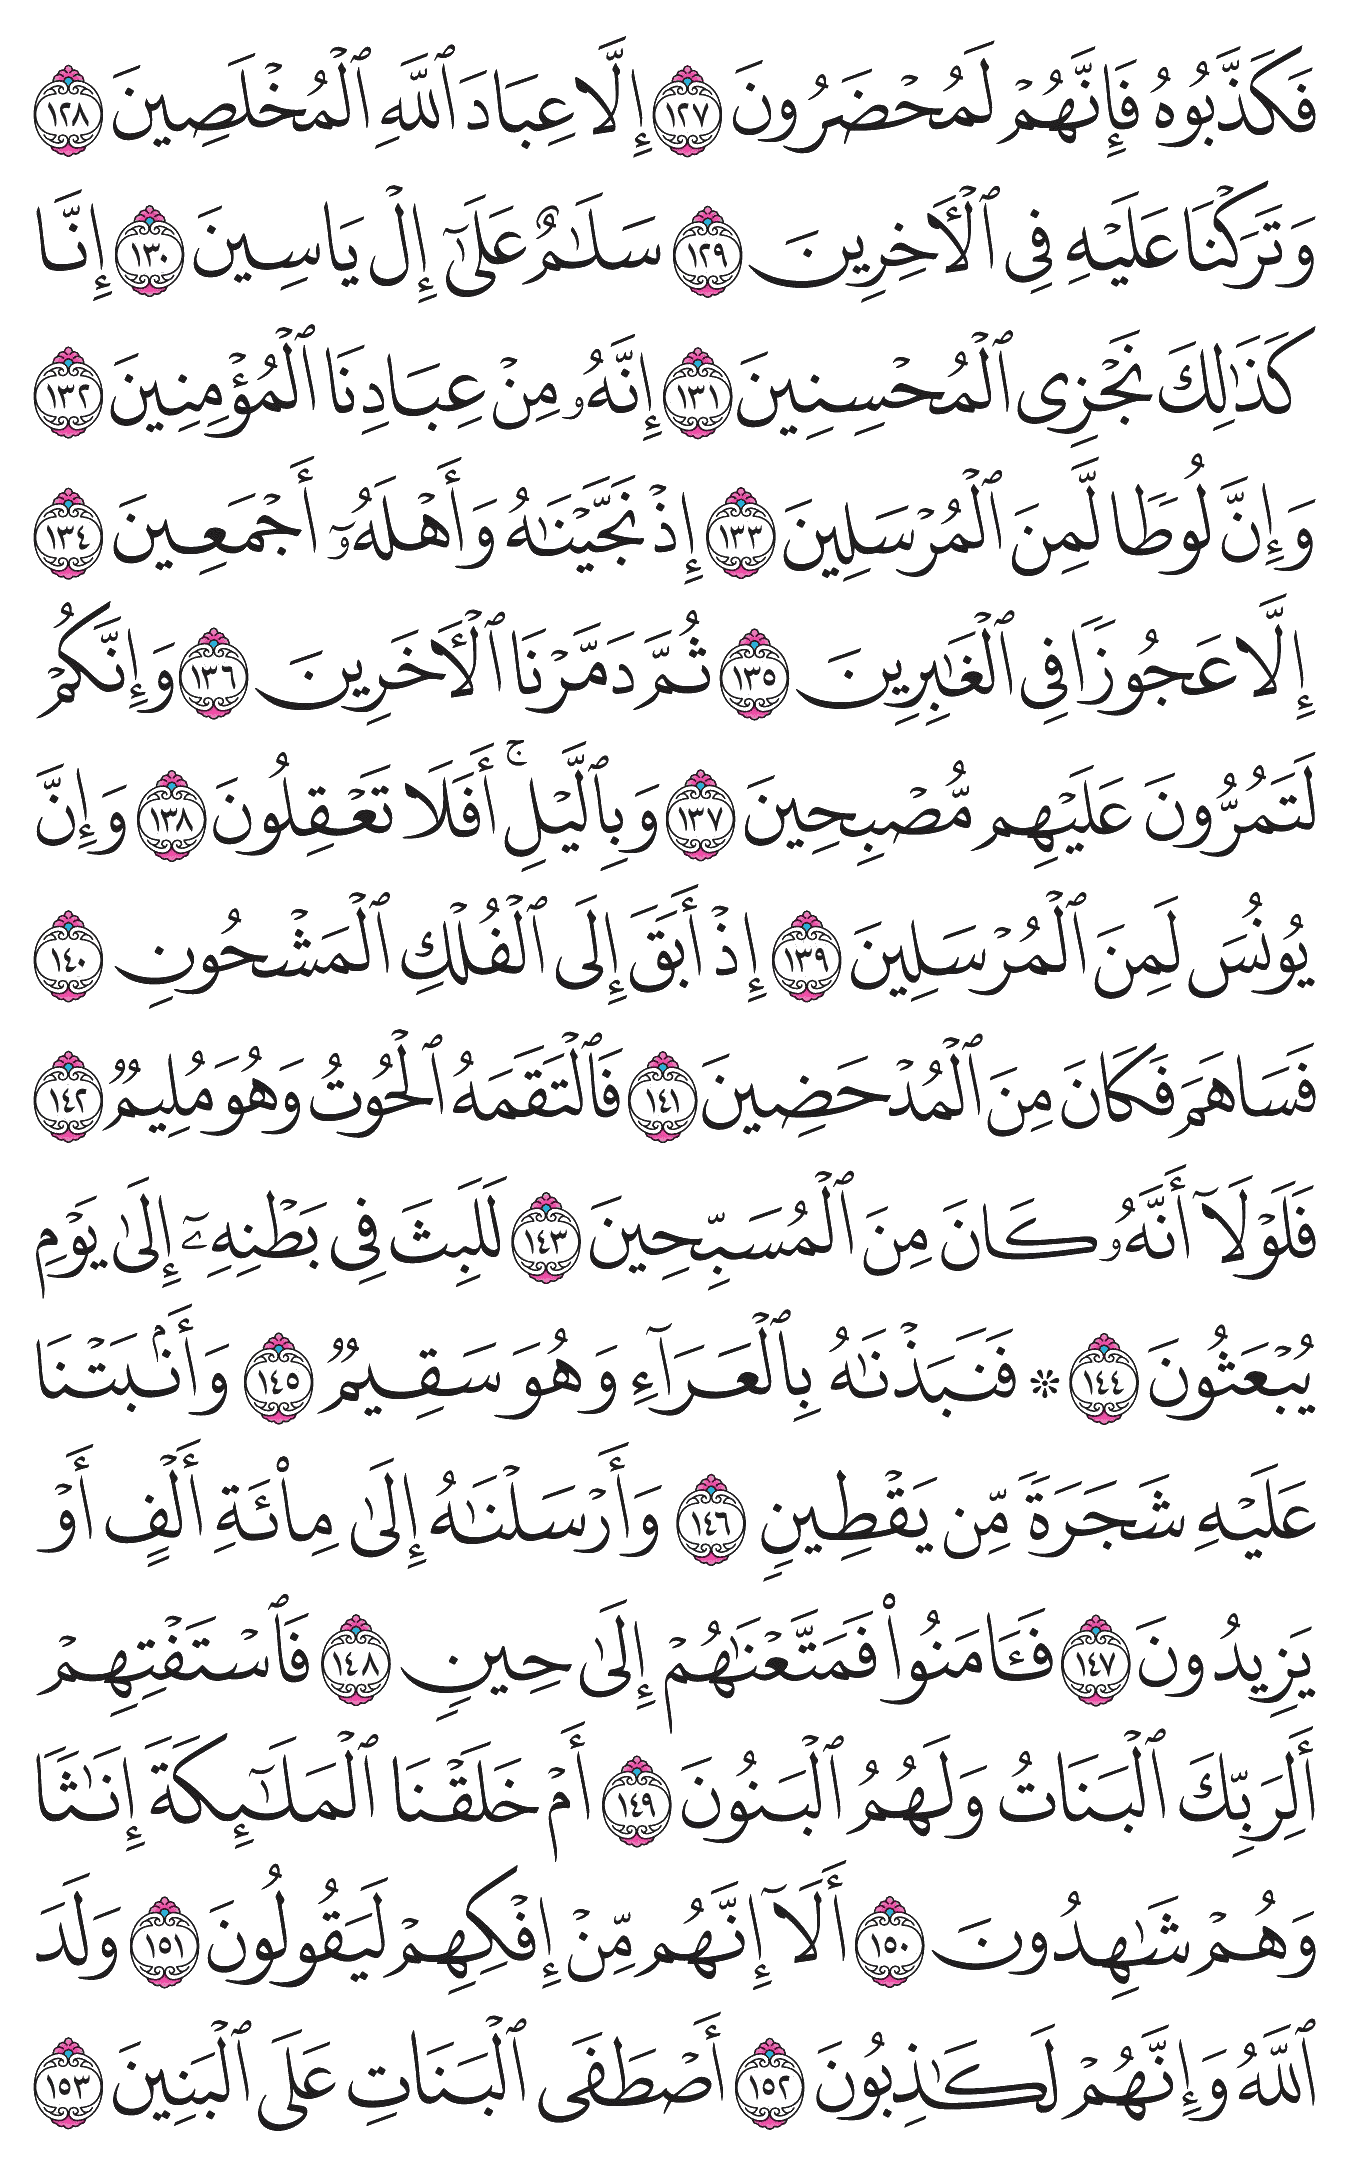 فَكَذَّبُوهُ فَإِنَّهُمْ لَمُحْضَرُونَ ١٢٧ إِلَّا عِبَادَ ٱللَّهِ ٱلْمُخْلَصِينَ ١٢٨
وَتَرَكْنَا عَلَيْهِ فِى ٱلْـَٔاخِرِينَ ١٢٩ سَلَـٰمٌ عَلَىٰٓ إِلْ يَاسِينَ ١٣٠ إِنَّا
كَذَٰلِكَ نَجْزِى ٱلْمُحْسِنِينَ ١٣١ إِنَّهُۥ مِنْ عِبَادِنَا ٱلْمُؤْمِنِينَ ١٣٢
وَإِنَّ لُوطًا لَّمِنَ ٱلْمُرْسَلِينَ ١٣٣ إِذْ نَجَّيْنَـٰهُ وَأَهْلَهُۥٓ أَجْمَعِينَ ١٣٤
إِلَّا عَجُوزًا فِى ٱلْغَـٰبِرِينَ ١٣٥ ثُمَّ دَمَّرْنَا ٱلْـَٔاخَرِينَ ١٣٦ وَإِنَّكُمْ
لَتَمُرُّونَ عَلَيْهِم مُّصْبِحِينَ ١٣٧ وَبِٱلَّيْلِ ۚ أَفَلَا تَعْقِلُونَ ١٣٨ وَإِنَّ
يُونُسَ لَمِنَ ٱلْمُرْسَلِينَ ١٣٩ إِذْ أَبَقَ إِلَى ٱلْفُلْكِ ٱلْمَشْحُونِ ١٤٠
فَسَاهَمَ فَكَانَ مِنَ ٱلْمُدْحَضِينَ ١٤١ فَٱلْتَقَمَهُ ٱلْحُوتُ وَهُوَ مُلِيمٌ ١٤٢
فَلَوْلَآ أَنَّهُۥ كَانَ مِنَ ٱلْمُسَبِّحِينَ ١٤٣ لَلَبِثَ فِى بَطْنِهِۦٓ إِلَىٰ يَوْمِ
يُبْعَثُونَ ١٤٤ ۞ فَنَبَذْنَـٰهُ بِٱلْعَرَآءِ وَهُوَ سَقِيمٌ ١٤٥ وَأَنۢبَتْنَا
عَلَيْهِ شَجَرَةً مِّن يَقْطِينٍ ١٤٦ وَأَرْسَلْنَـٰهُ إِلَىٰ مِا۟ئَةِ أَلْفٍ أَوْ
يَزِيدُونَ ١٤٧ فَـَٔامَنُوا۟ فَمَتَّعْنَـٰهُمْ إِلَىٰ حِينٍ ١٤٨ فَٱسْتَفْتِهِمْ
أَلِرَبِّكَ ٱلْبَنَاتُ وَلَهُمُ ٱلْبَنُونَ ١٤٩ أَمْ خَلَقْنَا ٱلْمَلَـٰٓئِكَةَ إِنَـٰثًا
وَهُمْ شَـٰهِدُونَ ١٥٠ أَلَآ إِنَّهُم مِّنْ إِفْكِهِمْ لَيَقُولُونَ ١٥١ وَلَدَ
ٱللَّهُ وَإِنَّهُمْ لَكَـٰذِبُونَ ١٥٢ أَصْطَفَى ٱلْبَنَاتِ عَلَى ٱلْبَنِينَ ١٥٣